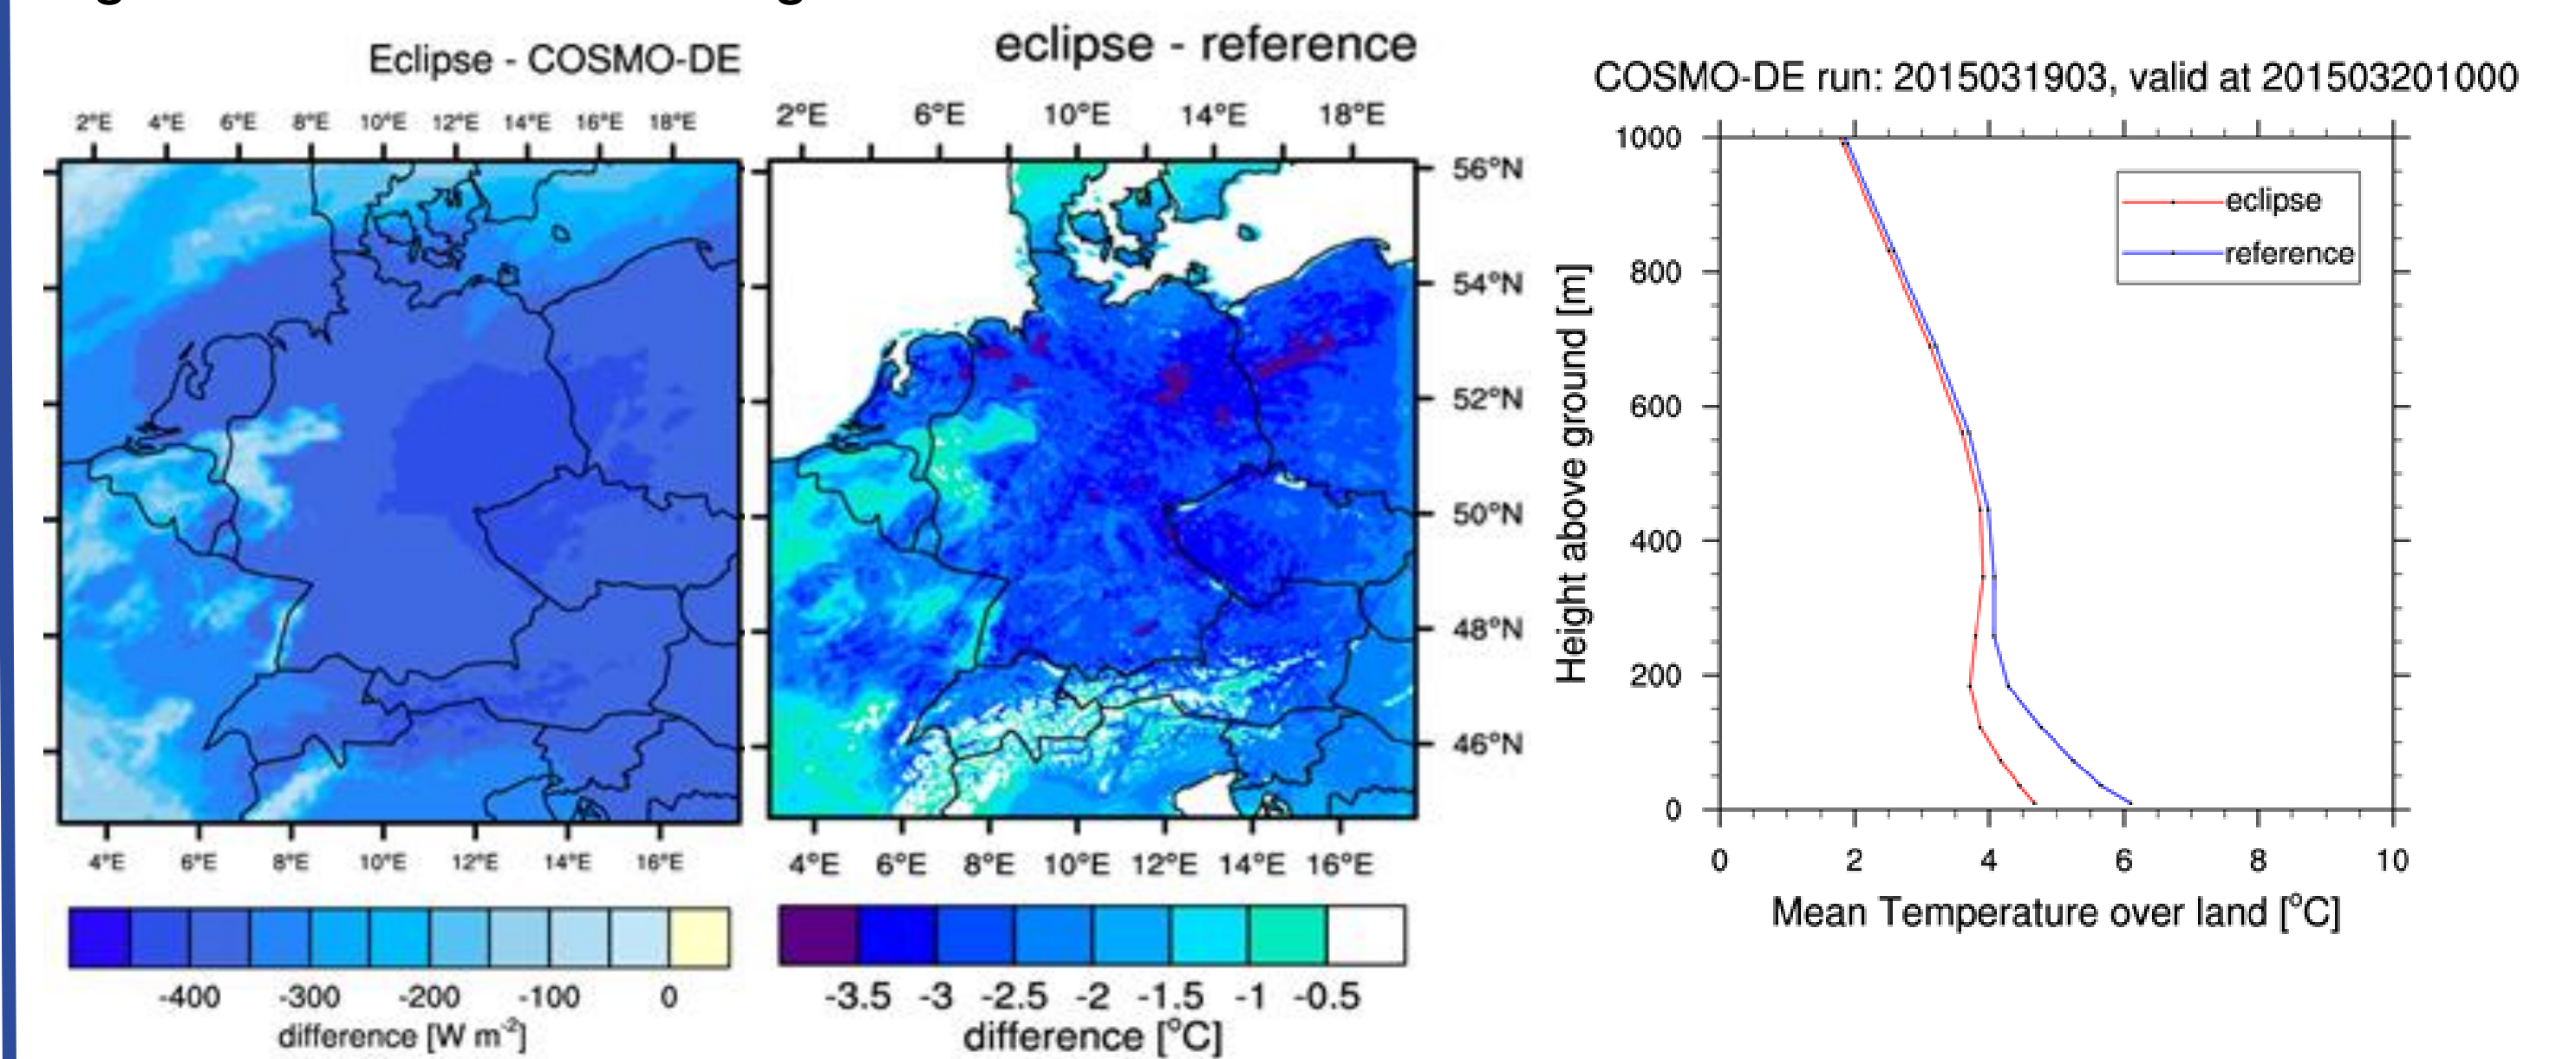 Eclipse - COSMO-DE
2°E 4°E 6°E 8°E 10°E 12°E 14°E 16°E 18°E
4°E 6°E 8°E 10°E 12°E 14°E 16°E
-400 -300 -200 -100 0
difference [W m⁻²]
eclipse - reference
2°E 6°E 10°E 14°E 18°E
56°N
54°N
52°N
50°N
48°N
46°N
4°E 6°E 8°E 10°E 12°E 14°E 16°E
-3.5 -3 -2.5 -2 -1.5 -1 -0.5
difference [°C]
COSMO-DE run: 2015031903, valid at 201503201000
eclipse
reference
Height above ground [m]
1000
800
600
400
200
0
0 2 4 6 8 10
Mean Temperature over land [°C]